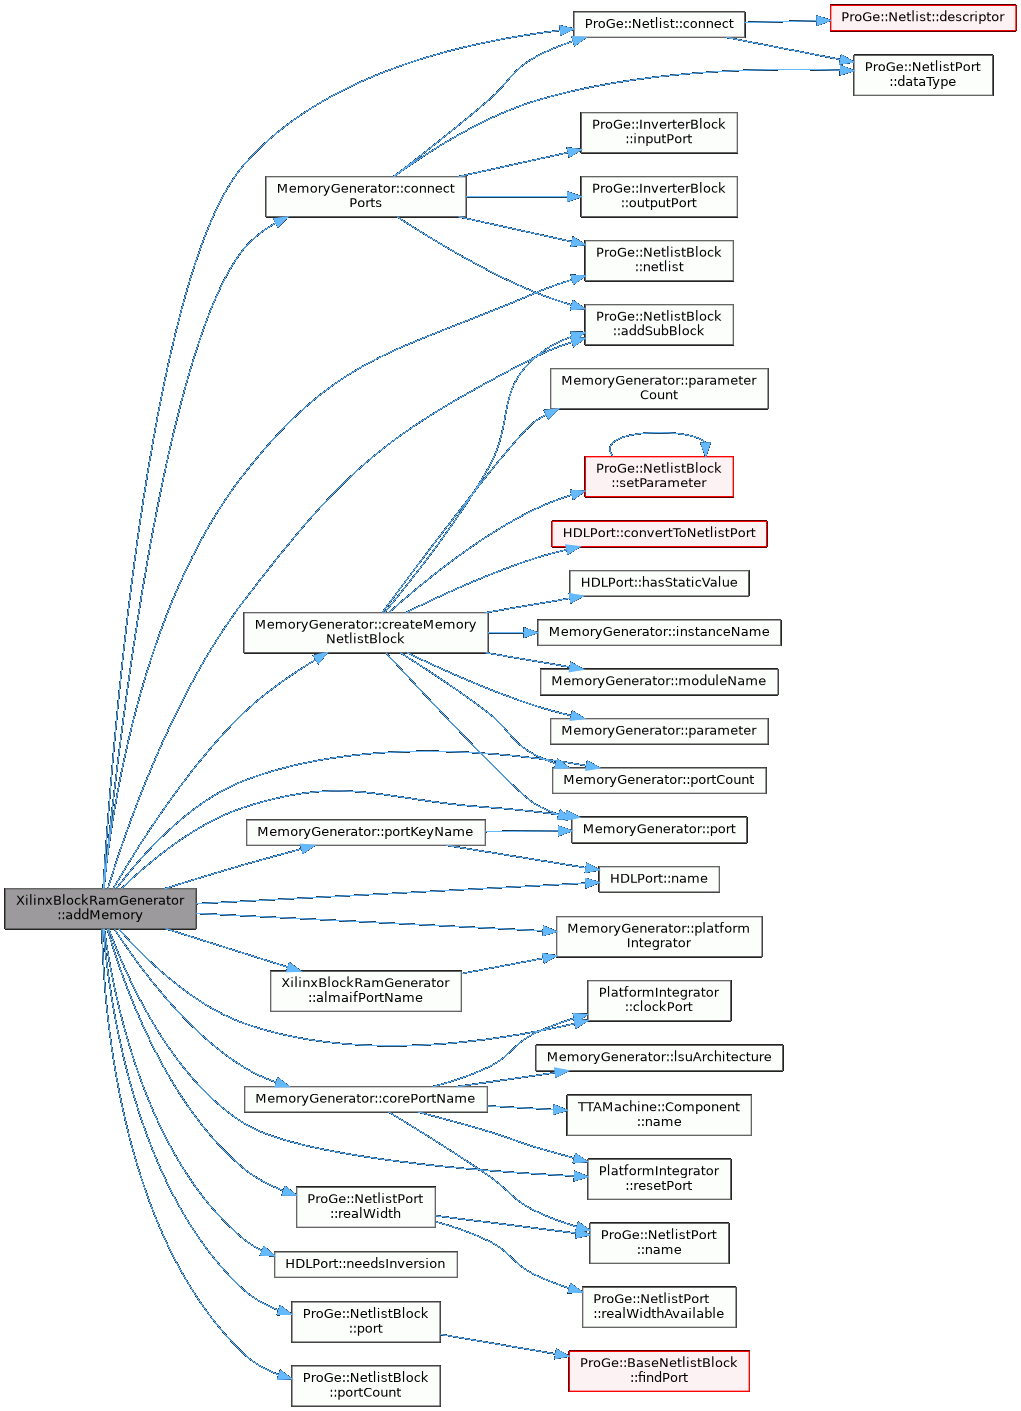 ProGe::Netlist::connect
ProGe::Netlist::descriptor
ProGe::NetlistPort
::dataType
ProGe::InverterBlock
::inputPort
MemoryGenerator::connect
Ports
ProGe::InverterBlock
::outputPort
ProGe::NetlistBlock
::netlist
ProGe::NetlistBlock
::addSubBlock
MemoryGenerator::parameter
Count
ProGe::NetlistBlock
::setParameter
HDLPort::convertToNetlistPort
HDLPort::hasStaticValue
MemoryGenerator::createMemory
NetlistBlock
MemoryGenerator::instanceName
MemoryGenerator::moduleName
MemoryGenerator::parameter
MemoryGenerator::portCount
MemoryGenerator::portKeyName
MemoryGenerator::port
HDLPort::name
XilinxBlockRamGenerator
::addMemory
MemoryGenerator::platform
Integrator
XilinxBlockRamGenerator
::almaifPortName
PlatformIntegrator
::clockPort
MemoryGenerator::lsuArchitecture
MemoryGenerator::corePortName
TTAMachine::Component
::name
PlatformIntegrator
::resetPort
ProGe::NetlistPort
::realWidth
ProGe::NetlistPort
::name
HDLPort::needsInversion
ProGe::NetlistPort
::realWidthAvailable
ProGe::NetlistBlock
::port
ProGe::BaseNetlistBlock
::findPort
ProGe::NetlistBlock
::portCount